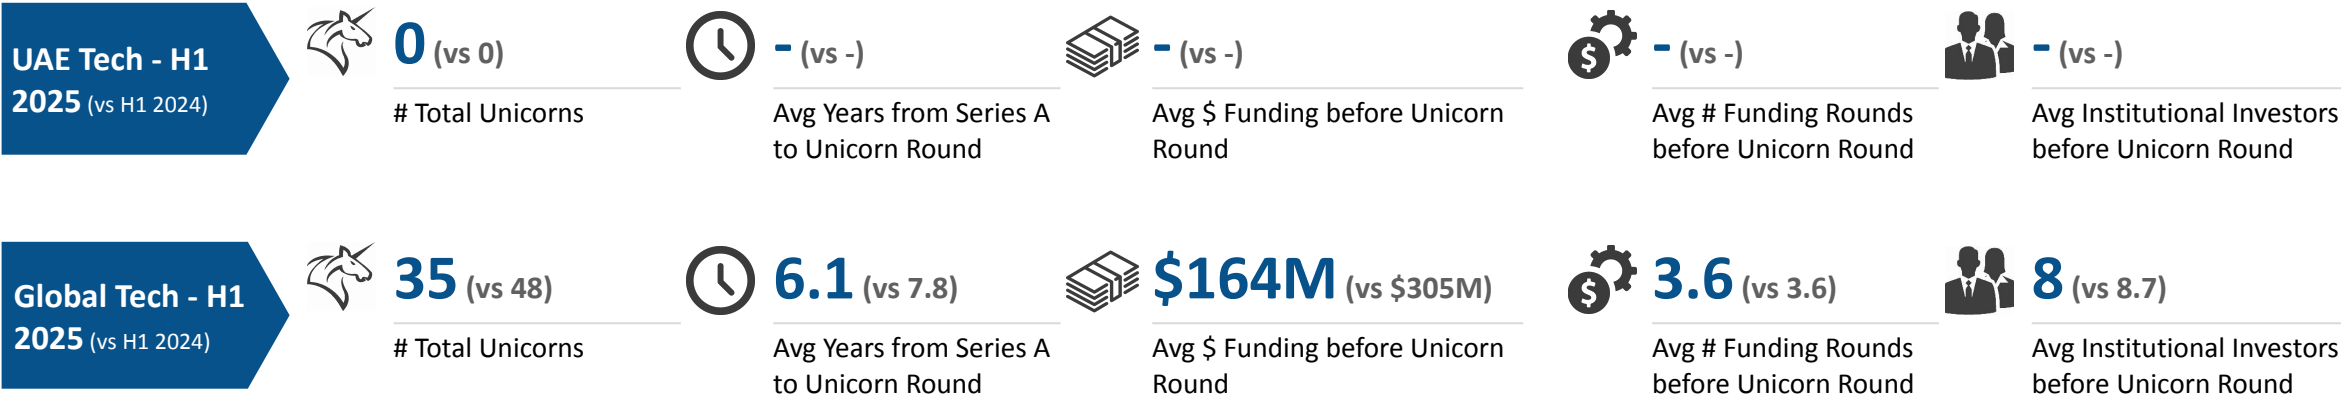 UAE Tech - H1
2025 (vs H1 2024)
0 (vs 0)
# Total Unicorns
- (vs -)
Avg Years from Series A
to Unicorn Round
- (vs -)
Avg $ Funding before Unicorn
Round
- (vs -)
Avg # Funding Rounds
before Unicorn Round
- (vs -)
Avg Institutional Investors
before Unicorn Round
Global Tech - H1
2025 (vs H1 2024)
35 (vs 48)
# Total Unicorns
6.1 (vs 7.8)
Avg Years from Series A
to Unicorn Round
$164M (vs $305M)
Avg $ Funding before Unicorn
Round
3.6 (vs 3.6)
Avg # Funding Rounds
before Unicorn Round
8 (vs 8.7)
Avg Institutional Investors
before Unicorn Round